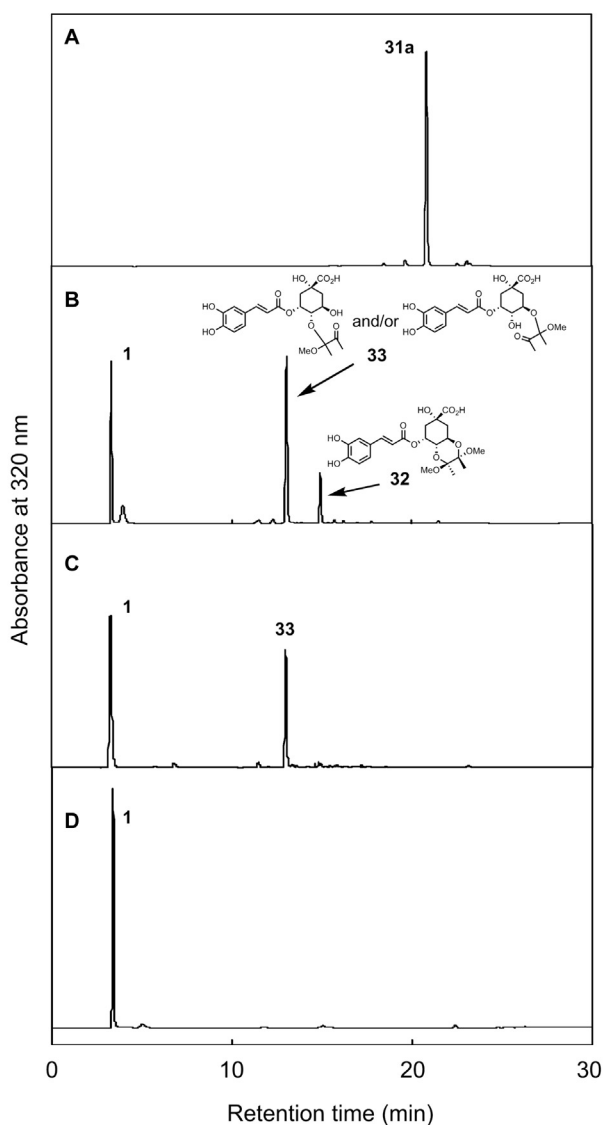 A
31a
B
HO CO₂H
HO CO₂H
O
O
HO
OH
HO
O
O
O
O
O
OMe
1
HO
MeO
and/or
HO
HO
O
33
HO CO₂H
O
HO
O
O
OMe
HO
MeO
O
32
C
1
33
D
1
Absorbance at 320 nm
0 10 20 30
Retention time (min)